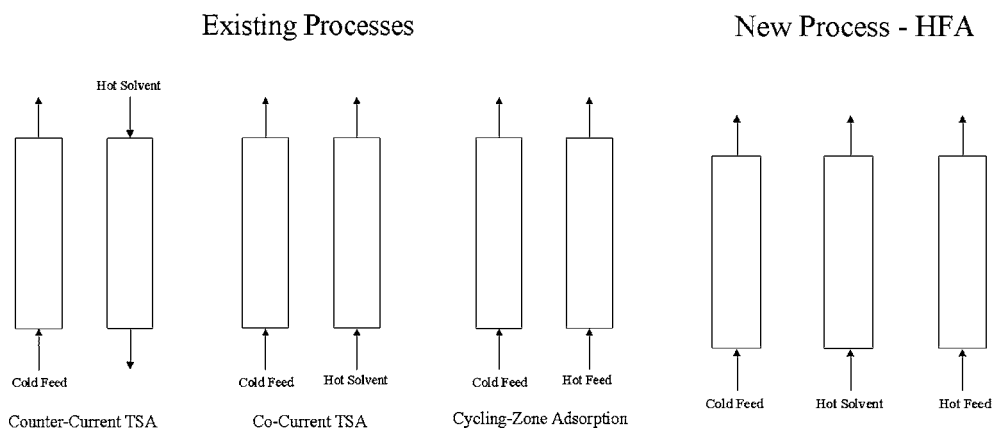 Existing Processes
New Process - HFA
Hot Solvent
Cold Feed
Cold Feed
Hot Solvent
Cold Feed
Hot Feed
Cold Feed
Hot Solvent
Hot Feed
Counter-Current TSA
Co-Current TSA
Cycling-Zone Adsorption